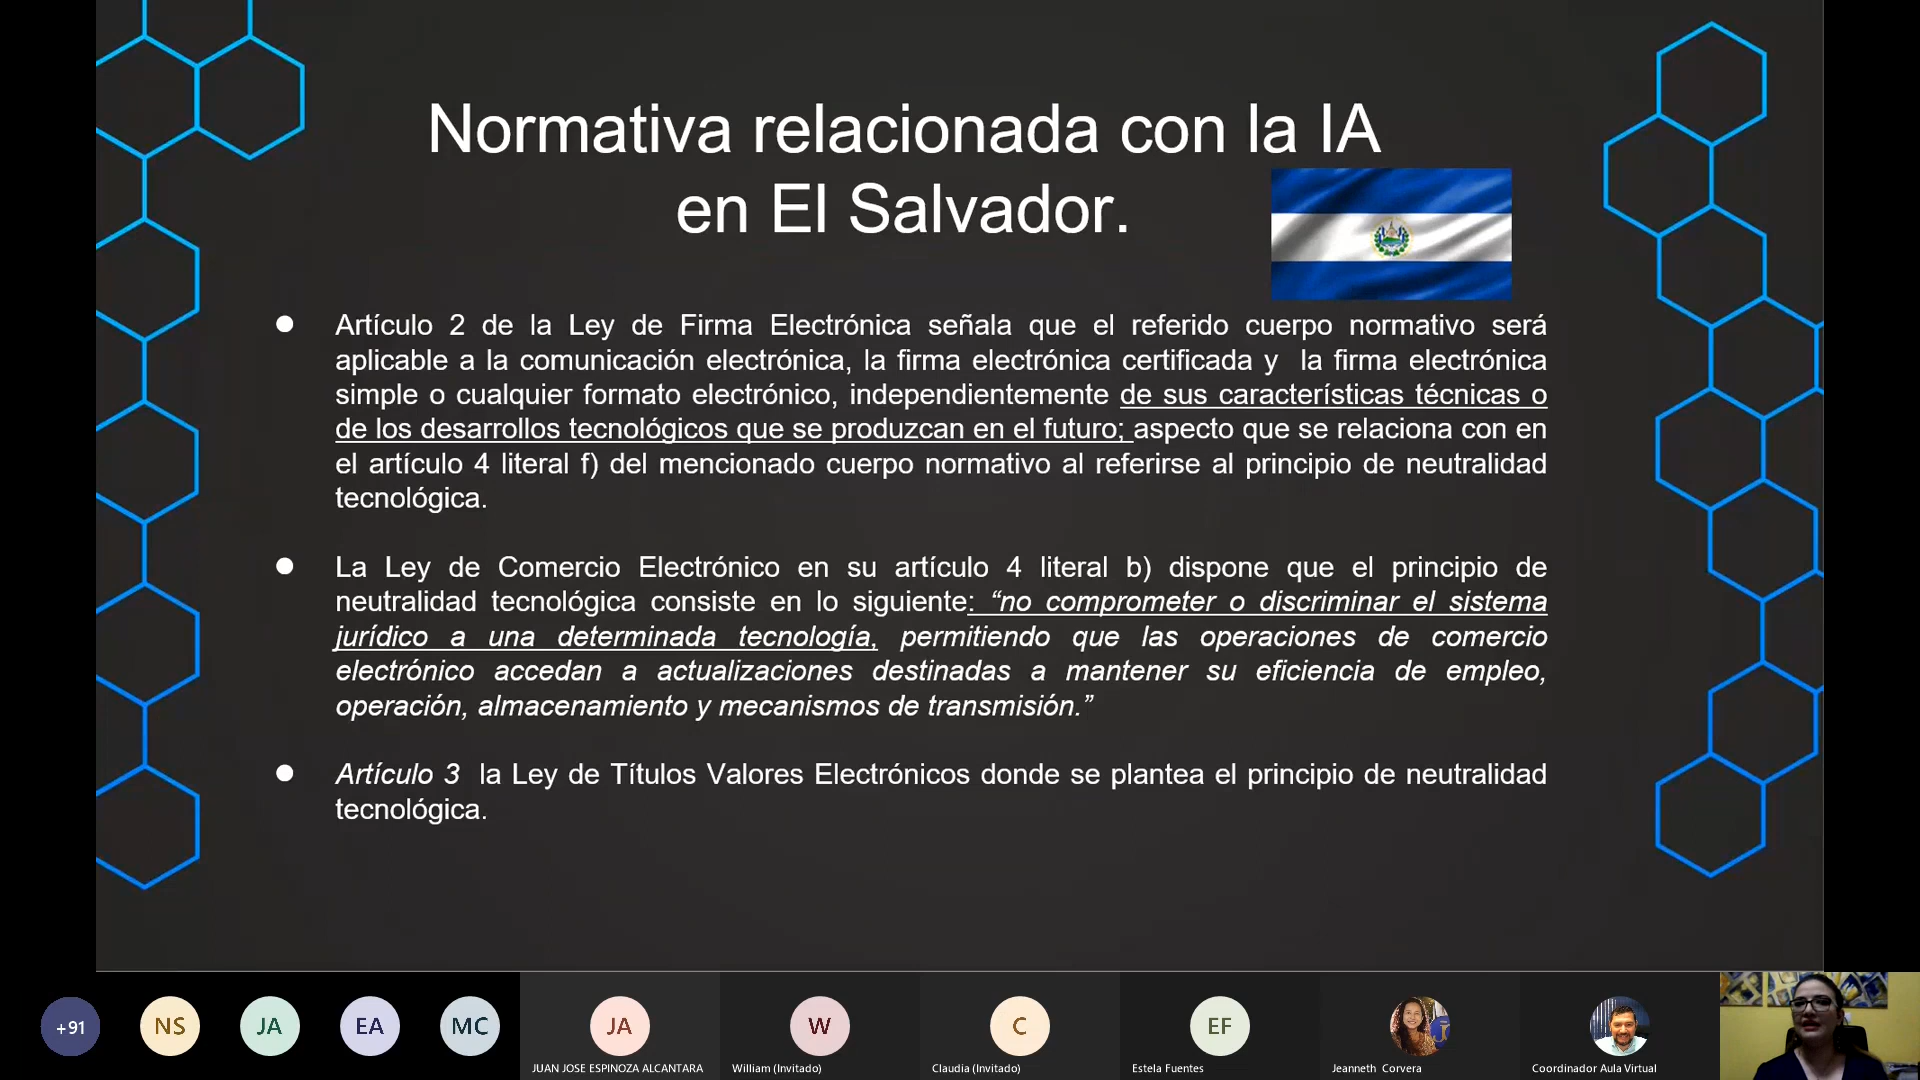 Normativa relacionada con la IA
en El Salvador.
● Artículo 2 de la Ley de Firma Electrónica señala que el referido cuerpo normativo será
aplicable a la comunicación electrónica, la firma electrónica certificada y la firma electrónica
simple o cualquier formato electrónico, independientemente de sus características técnicas o
de los desarrollos tecnológicos que se produzcan en el futuro; aspecto que se relaciona con en
el artículo 4 literal f) del mencionado cuerpo normativo al referirse al principio de neutralidad
tecnológica.
● La Ley de Comercio Electrónico en su artículo 4 literal b) dispone que el principio de
neutralidad tecnológica consiste en lo siguiente: “no comprometer o discriminar el sistema
jurídico a una determinada tecnología, permitiendo que las operaciones de comercio
electrónico accedan a actualizaciones destinadas a mantener su eficiencia de empleo,
operación, almacenamiento y mecanismos de transmisión.”
● Artículo 3 la Ley de Títulos Valores Electrónicos donde se plantea el principio de neutralidad
tecnológica.
+91 NS JA EA MC JA W C EF
JUAN JOSE ESPINOZA ALCANTARA William (Invitado) Claudia (Invitado) Estela Fuentes Jeanneth Corvera Coordinador Aula Virtual